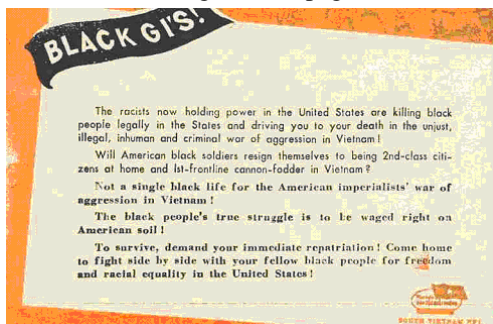 BLACK GI'S!
The racists now holding power in the United States are killing black
people legally in the States and driving you to your death in the unjust,
illegal, inhuman and criminal war of aggression in Vietnam!
Will American black soldiers resign themselves to being 2nd-class citi-
zens at home and 1st-frontline cannon-fodder in Vietnam?
Not a single black life for the American imperialists' war of
aggression in Vietnam!
The black people's true struggle is to be waged right on
American soil!
To survive, demand your immediate repatriation! Come home
to fight side by side with your fellow black people for freedom
and racial equality in the United States!
SOUTH VIETNAM